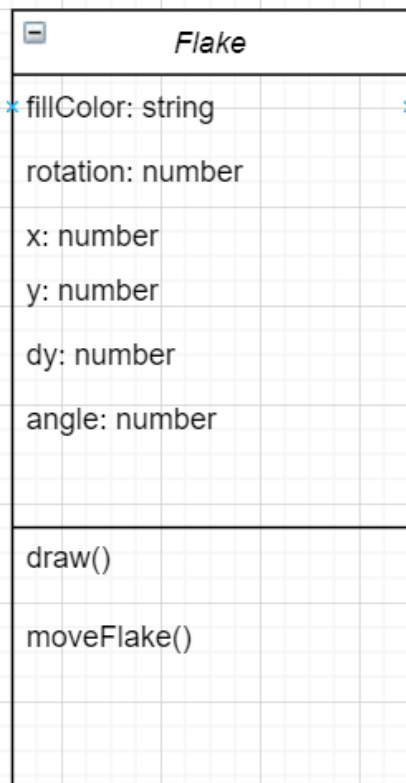 Flake
fillColor: string
rotation: number
x: number
y: number
dy: number
angle: number
draw()
moveFlake()